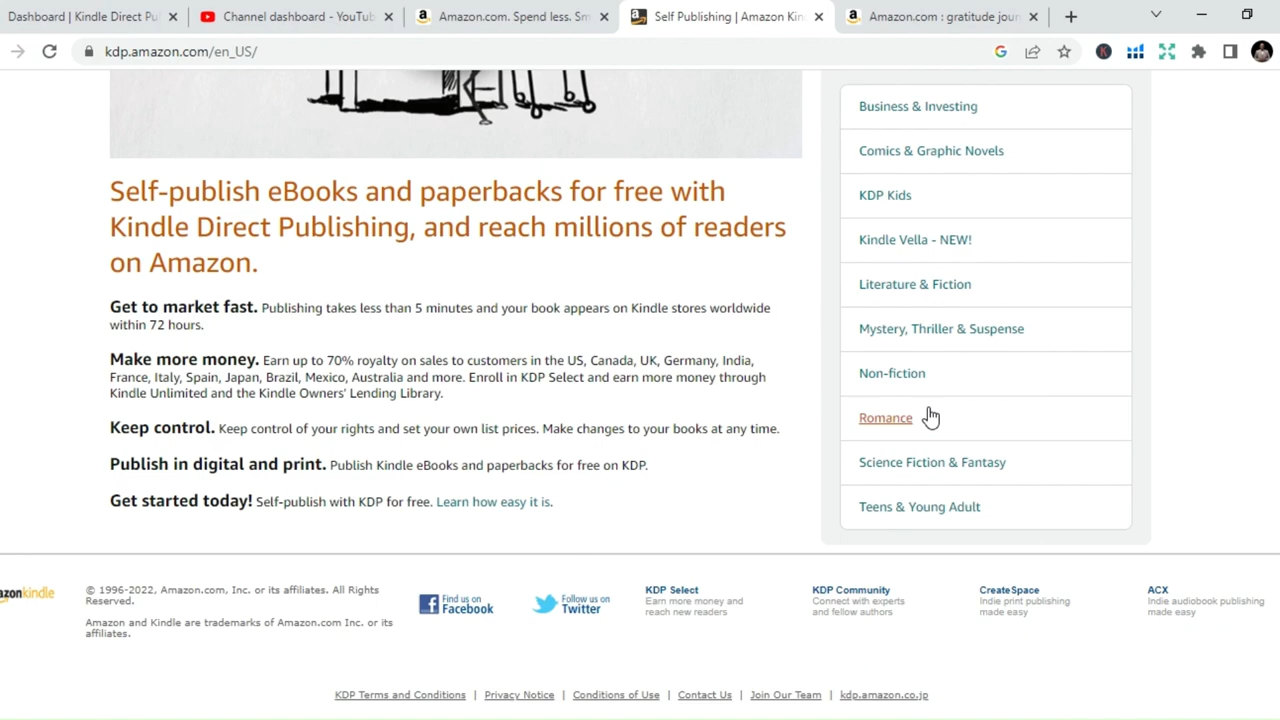 Dashboard | Kindle Direct Pu
Channel dashboard - YouTub
Amazon.com. Spend less. Sm
Self Publishing | Amazon Kin
Amazon.com : gratitude jour
kdp.amazon.com/en_US/
Self-publish eBooks and paperbacks for free with
Kindle Direct Publishing, and reach millions of readers
on Amazon.
Get to market fast. Publishing takes less than 5 minutes and your book appears on Kindle stores worldwide
within 72 hours.
Make more money. Earn up to 70% royalty on sales to customers in the US, Canada, UK, Germany, India,
France, Italy, Spain, Japan, Brazil, Mexico, Australia and more. Enroll in KDP Select and earn more money through
Kindle Unlimited and the Kindle Owners' Lending Library.
Keep control. Keep control of your rights and set your own list prices. Make changes to your books at any time.
Publish in digital and print. Publish Kindle eBooks and paperbacks for free on KDP.
Get started today! Self-publish with KDP for free. Learn how easy it is.
Business & Investing
Comics & Graphic Novels
KDP Kids
Kindle Vella - NEW!
Literature & Fiction
Mystery, Thriller & Suspense
Non-fiction
Romance
Science Fiction & Fantasy
Teens & Young Adult
azonkindle
© 1996-2022, Amazon.com, Inc. or its affiliates. All Rights
Reserved.
Amazon and Kindle are trademarks of Amazon.com Inc. or its
affiliates.
Find us on
Facebook
Follow us on
Twitter
KDP Select
Earn more money and
reach new readers
KDP Community
Connect with experts
and fellow authors
CreateSpace
Indie print publishing
made easy
ACX
Indie audiobook publishing
made easy
KDP Terms and Conditions | Privacy Notice | Conditions of Use | Contact Us | Join Our Team | kdp.amazon.co.jp